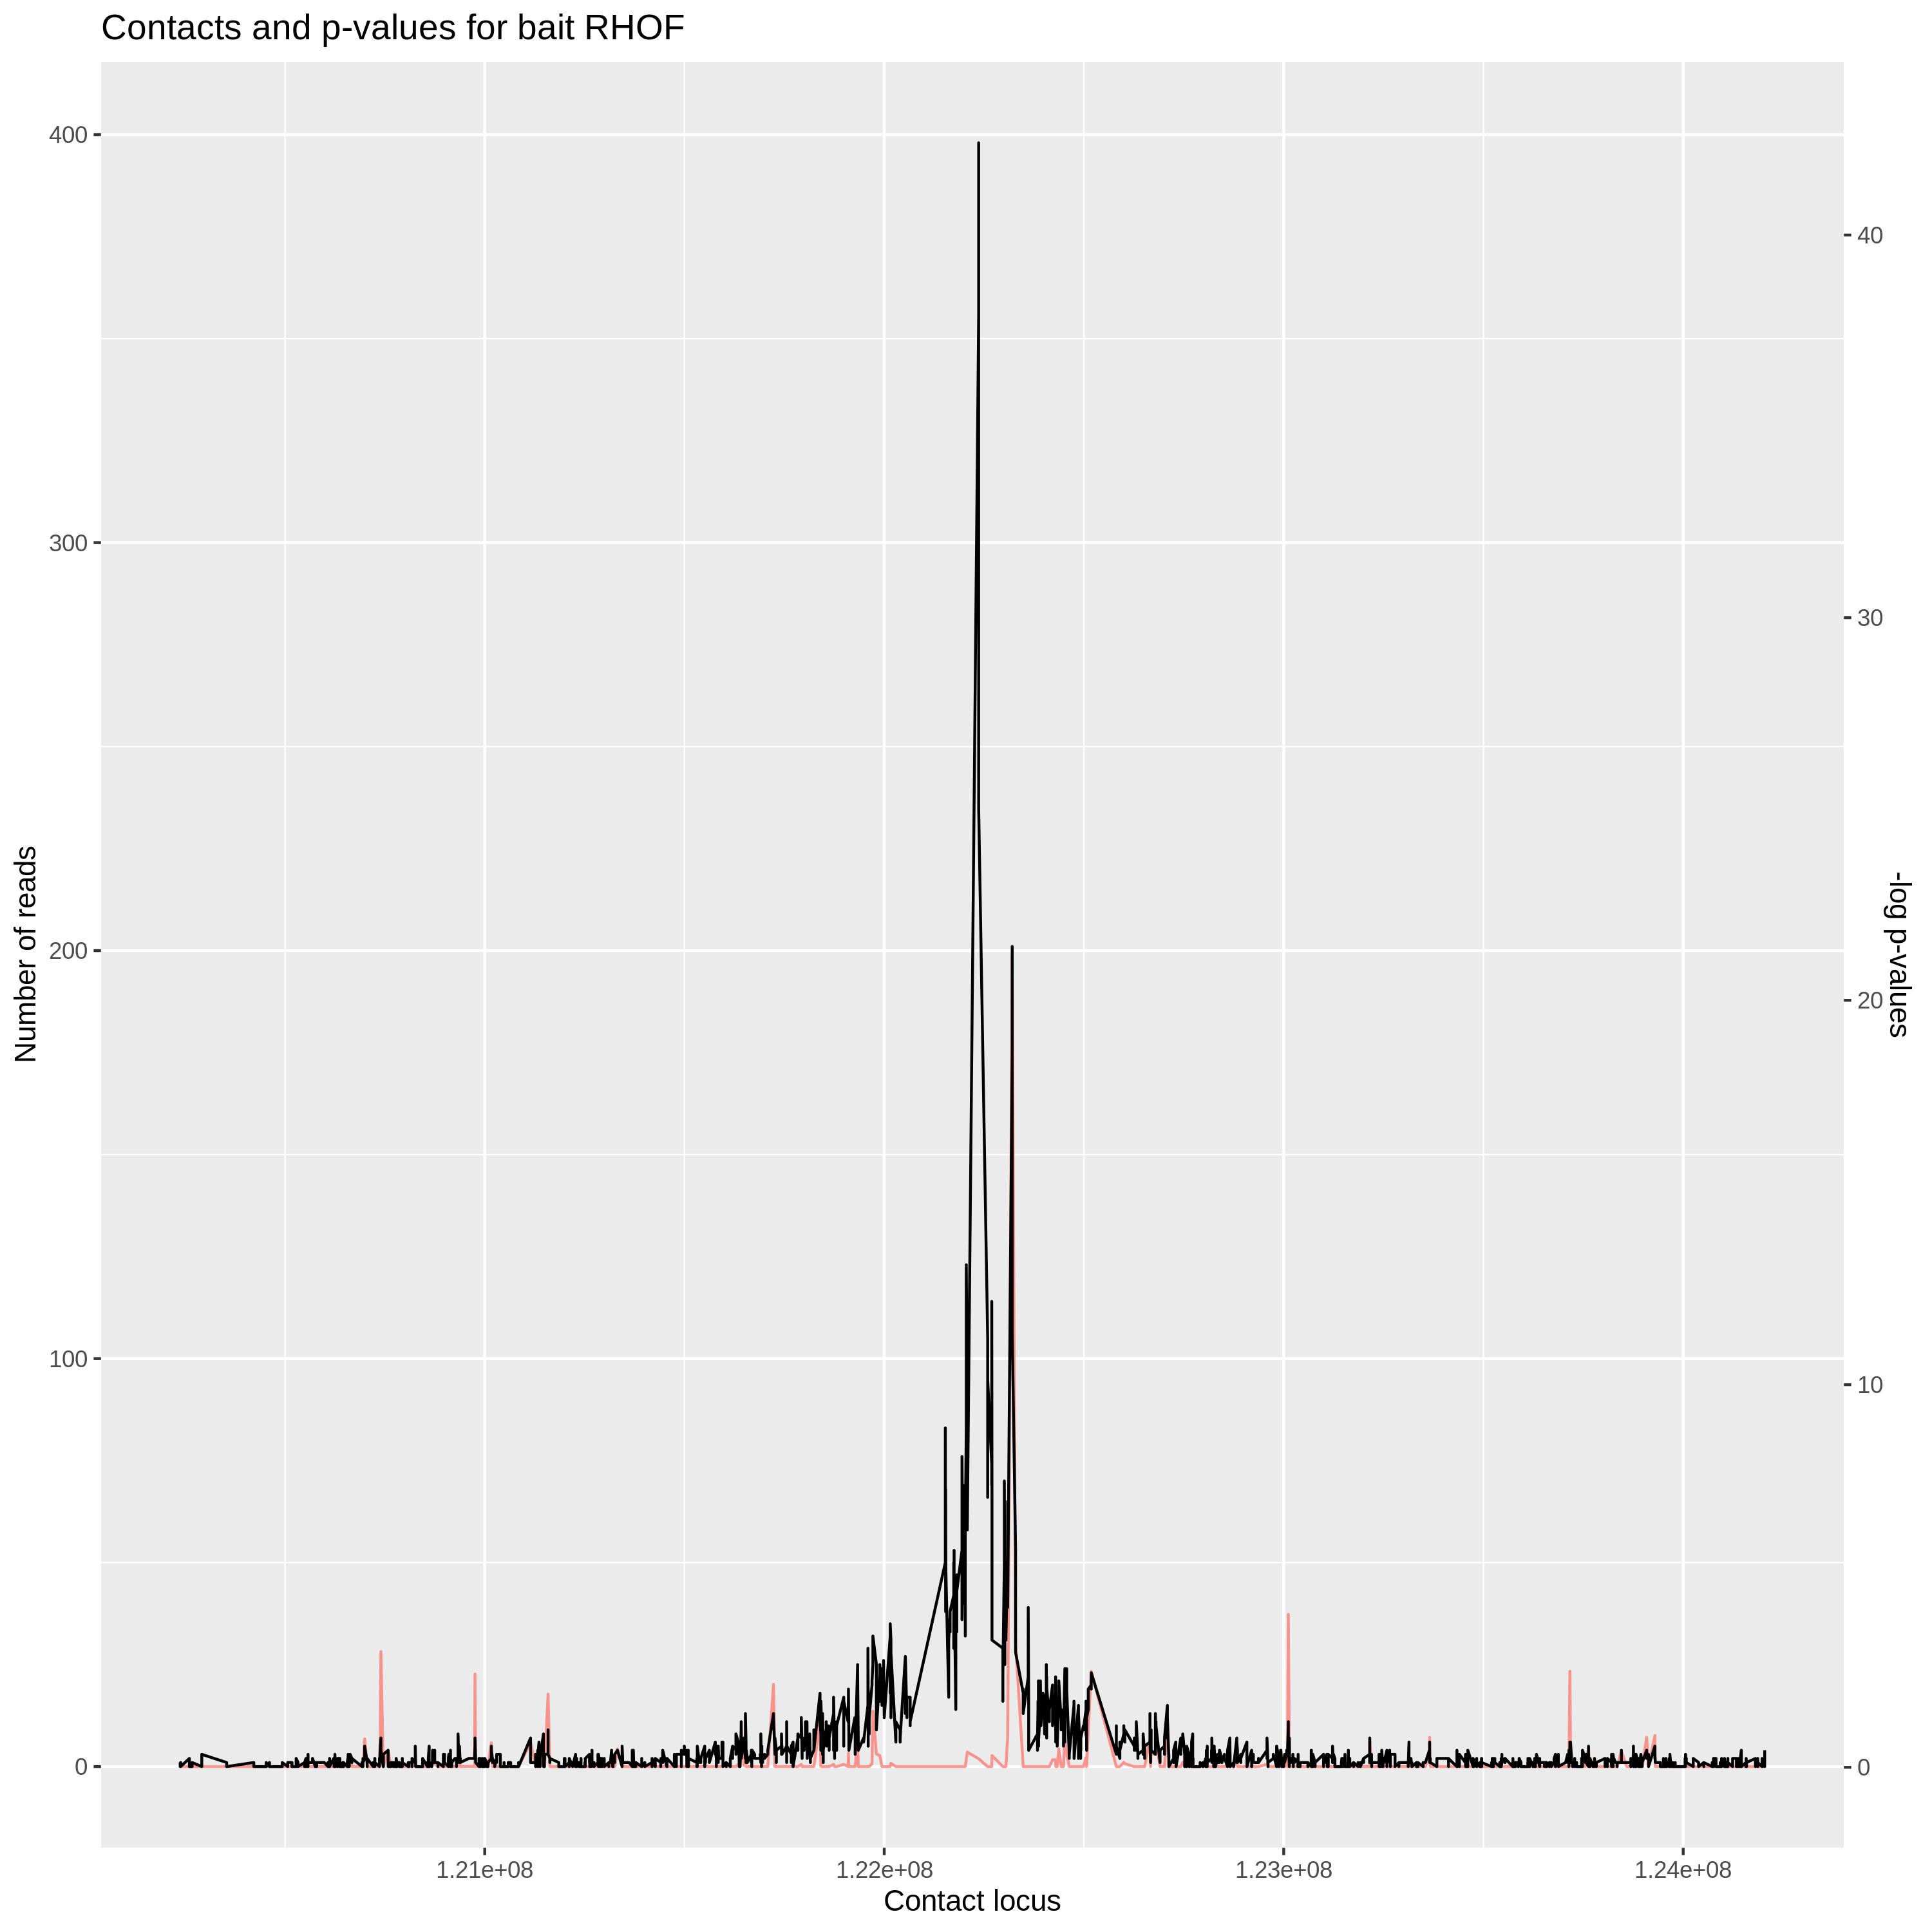 Contacts and p-values for bait RHOF
400
300
200
100
0
Number of reads
40
30
20
10
0
-log p-values
1.21e+08 1.22e+08 1.23e+08 1.24e+08
Contact locus